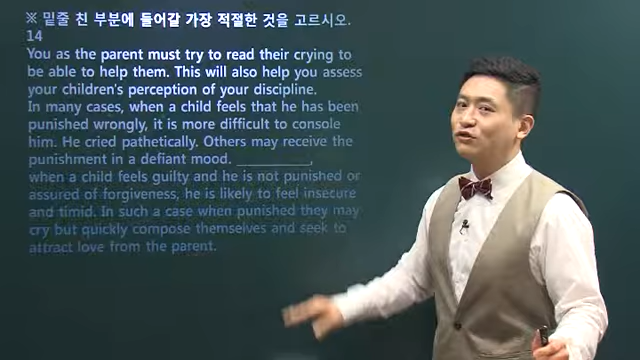 ※ 밑줄 친 부분에 들어갈 가장 적절한 것을 고르시오.
14
You as the parent must try to read their crying to
be able to help them. This will also help you assess
your children's perception of your discipline.
In many cases, when a child feels that he has been
punished wrongly, it is more difficult to console
him. He cried pathetically. Others may receive the
punishment in a defiant mood. ____________,
when a child feels guilty and he is not punished or
assured of forgiveness, he is likely to feel insecure
and timid. In such a case when punished they may
cry but quickly compose themselves and seek to
attract love from the parent.